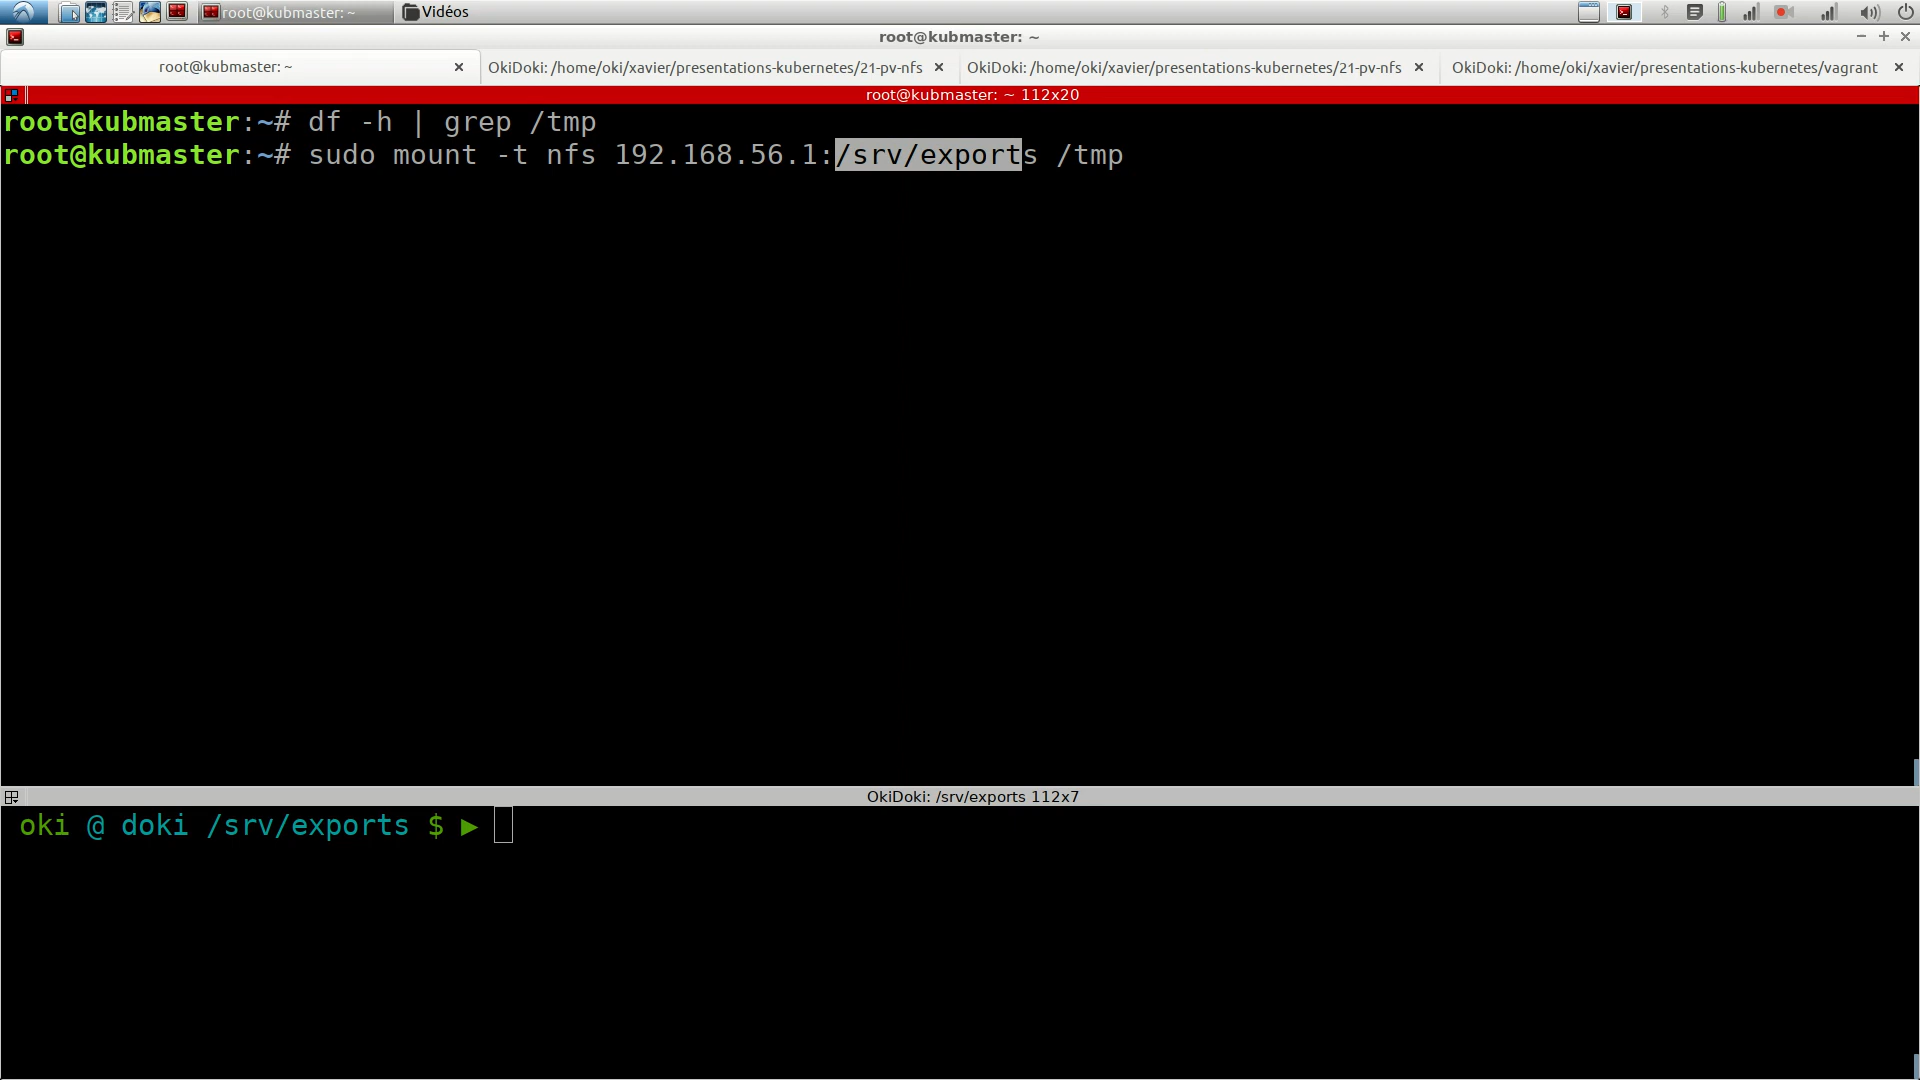 root@kubmaster: ~
Vidéos
root@kubmaster: ~
root@kubmaster: ~
OkiDoki: /home/oki/xavier/presentations-kubernetes/21-pv-nfs
OkiDoki: /home/oki/xavier/presentations-kubernetes/21-pv-nfs
OkiDoki: /home/oki/xavier/presentations-kubernetes/vagrant
root@kubmaster: ~ 112x20
root@kubmaster:~# df -h | grep /tmp
root@kubmaster:~# sudo mount -t nfs 192.168.56.1:/srv/exports /tmp
OkiDoki: /srv/exports 112x7
oki @ doki /srv/exports $ ▶